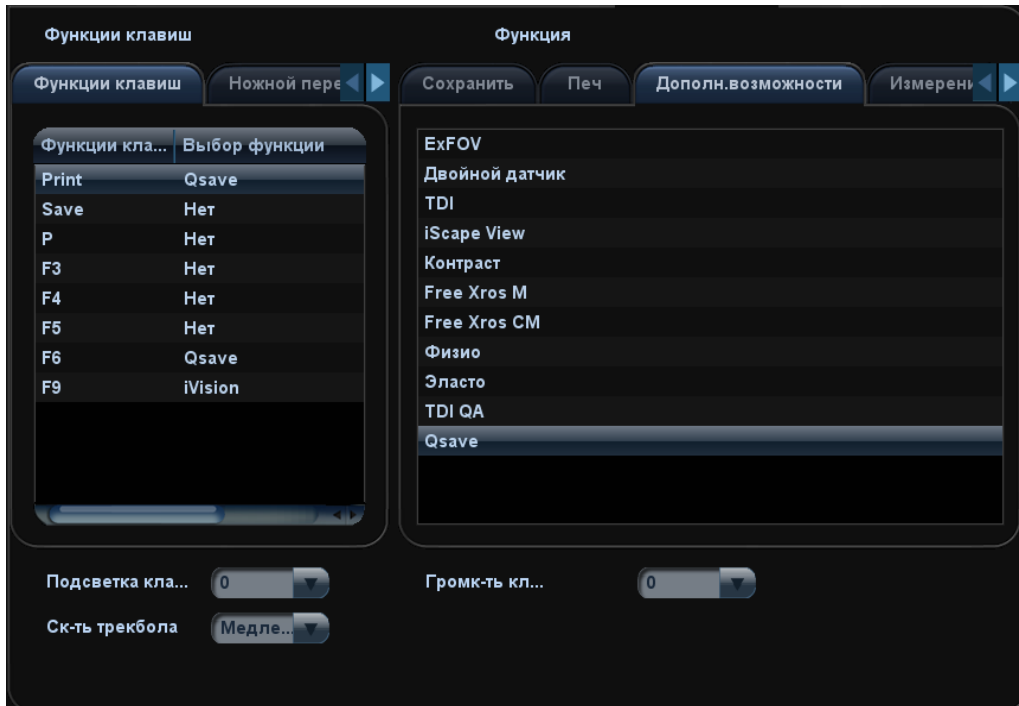 Функции клавиш
Функция
Функции клавиш
Ножной пере
Сохранить
Печ
Дополн.возможности
Измерени
Функции кла... Выбор функции
Print Qsave
Save Нет
P Нет
F3 Нет
F4 Нет
F5 Нет
F6 Qsave
F9 iVision
ExFOV
Двойной датчик
TDI
iScape View
Контраст
Free Xros M
Free Xros CM
Физио
Эласто
TDI QA
Qsave
Подсветка кла... 0
Громк-ть кл... 0
Ск-ть трекбола Медле...